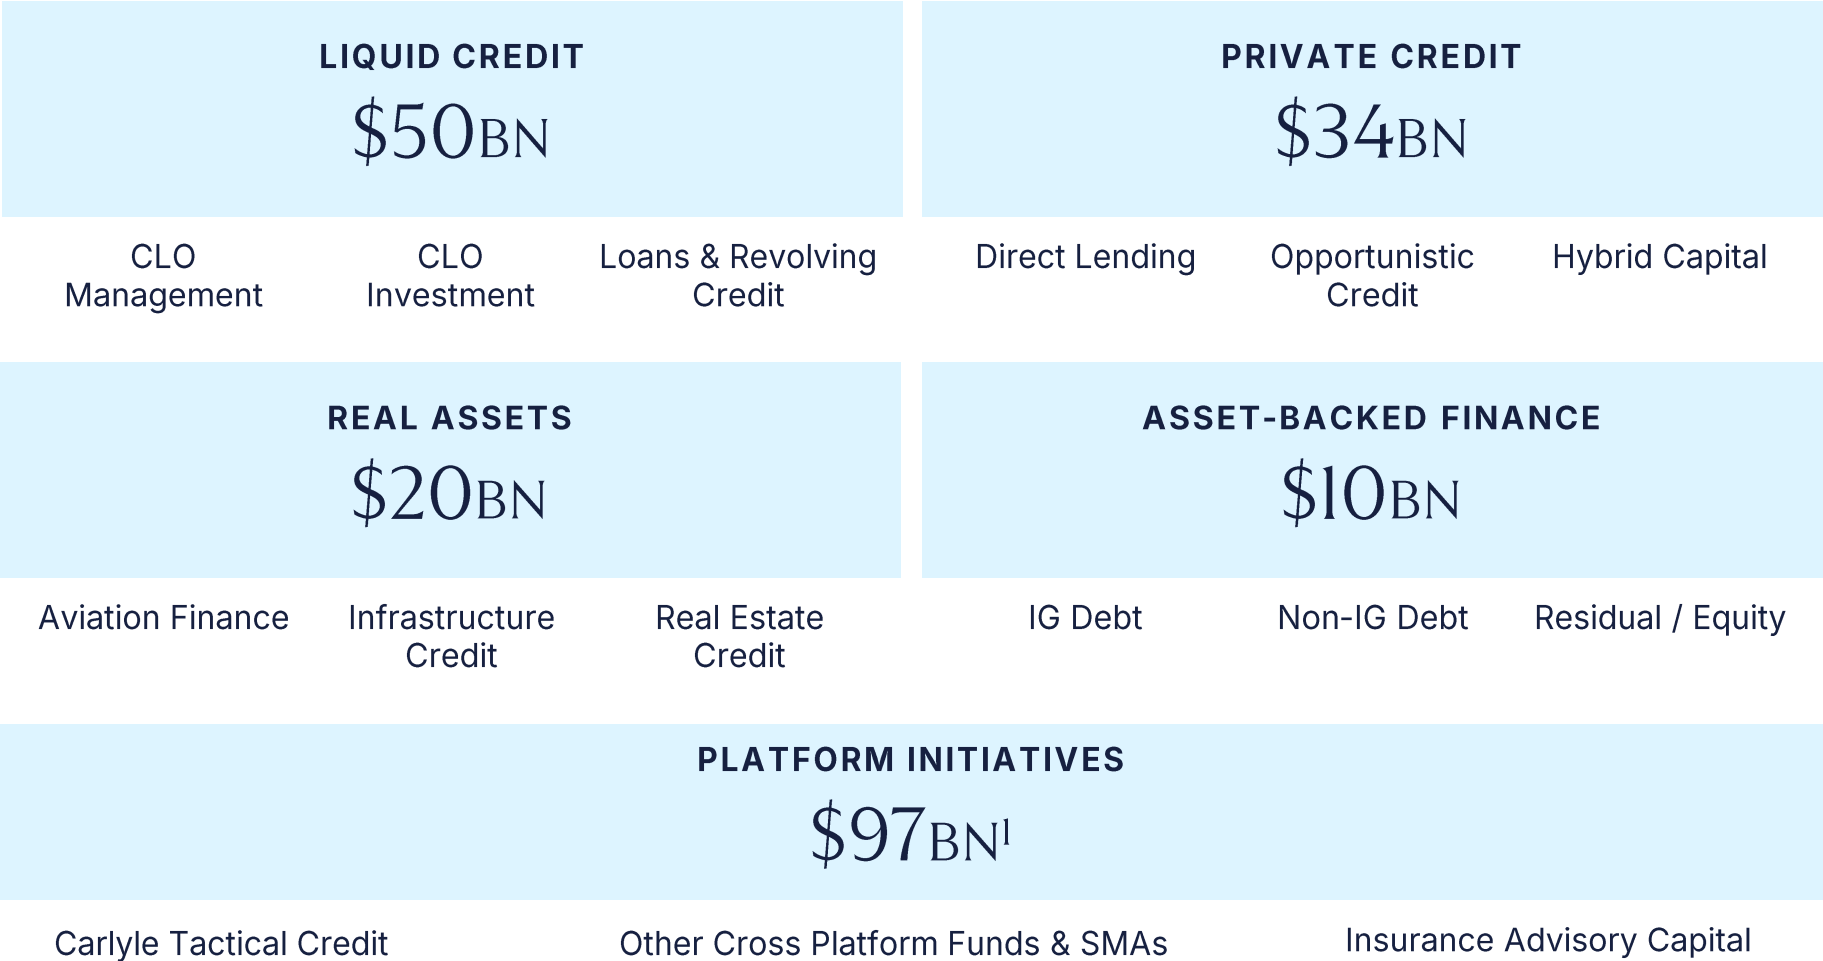 LIQUID CREDIT
$50BN
CLO
Management
CLO
Investment
Loans & Revolving
Credit
PRIVATE CREDIT
$34BN
Direct Lending
Opportunistic
Credit
Hybrid Capital
REAL ASSETS
$20BN
Aviation Finance
Infrastructure
Credit
Real Estate
Credit
ASSET-BACKED FINANCE
$10BN
IG Debt
Non-IG Debt
Residual / Equity
PLATFORM INITIATIVES
$97BN¹
Carlyle Tactical Credit
Other Cross Platform Funds & SMAs
Insurance Advisory Capital